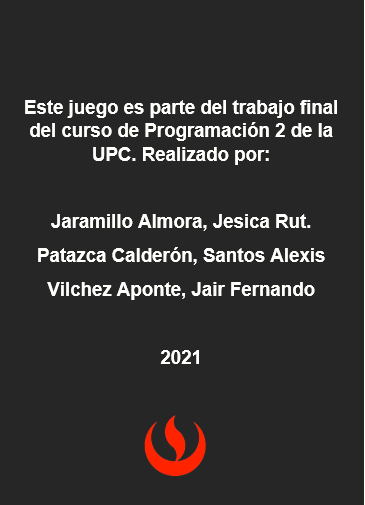 Este juego es parte del trabajo final
del curso de Programación 2 de la
UPC. Realizado por:
Jaramillo Almora, Jesica Rut.
Patazca Calderón, Santos Alexis
Vilchez Aponte, Jair Fernando
2021